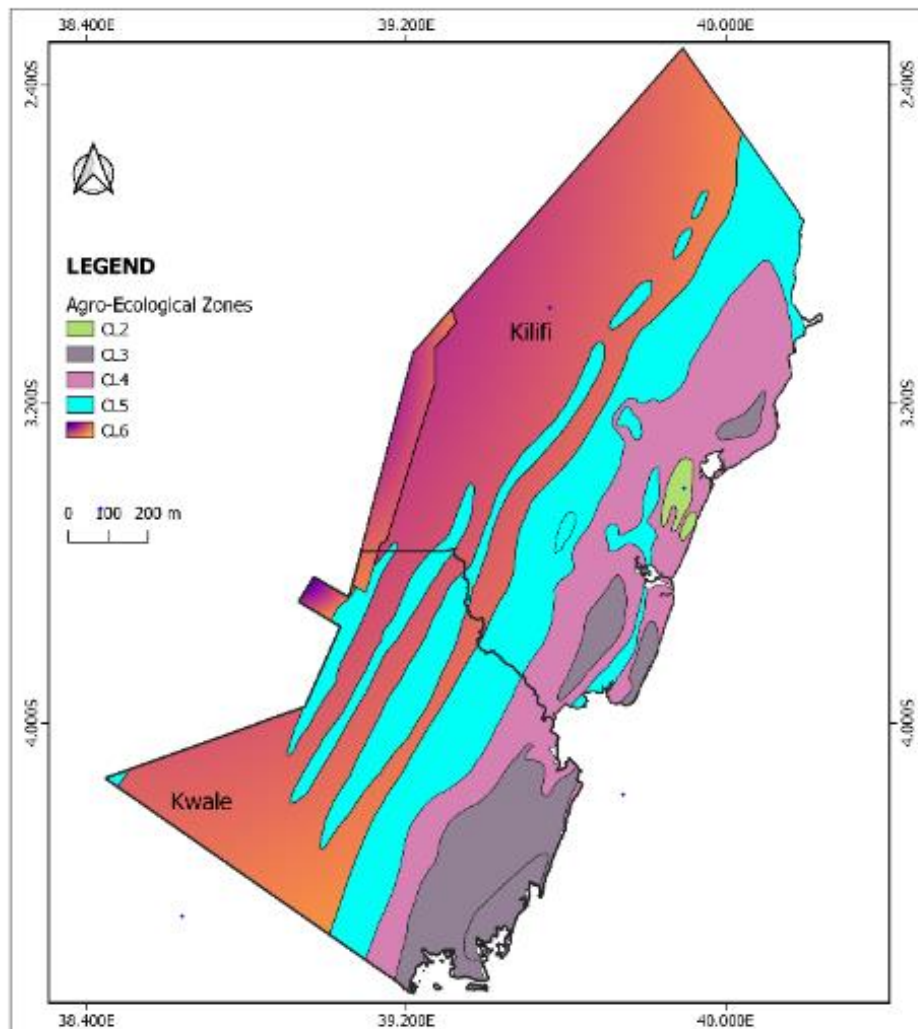 38.400E 39.200E 40.000E
2.400S 2.400S
LEGEND
Agro-Ecological Zones
CL2
CL3
CL4
CL5
CL6
Kilifi
3.200S 3.200S
0 100 200 m
4.000S 4.000S
Kwale
38.400E 39.200E 40.000E